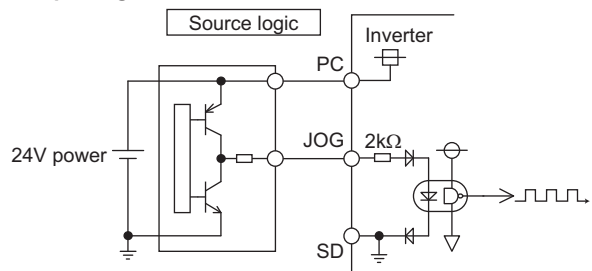 Source logic
Inverter
PC
JOG
2kΩ
24V power
SD